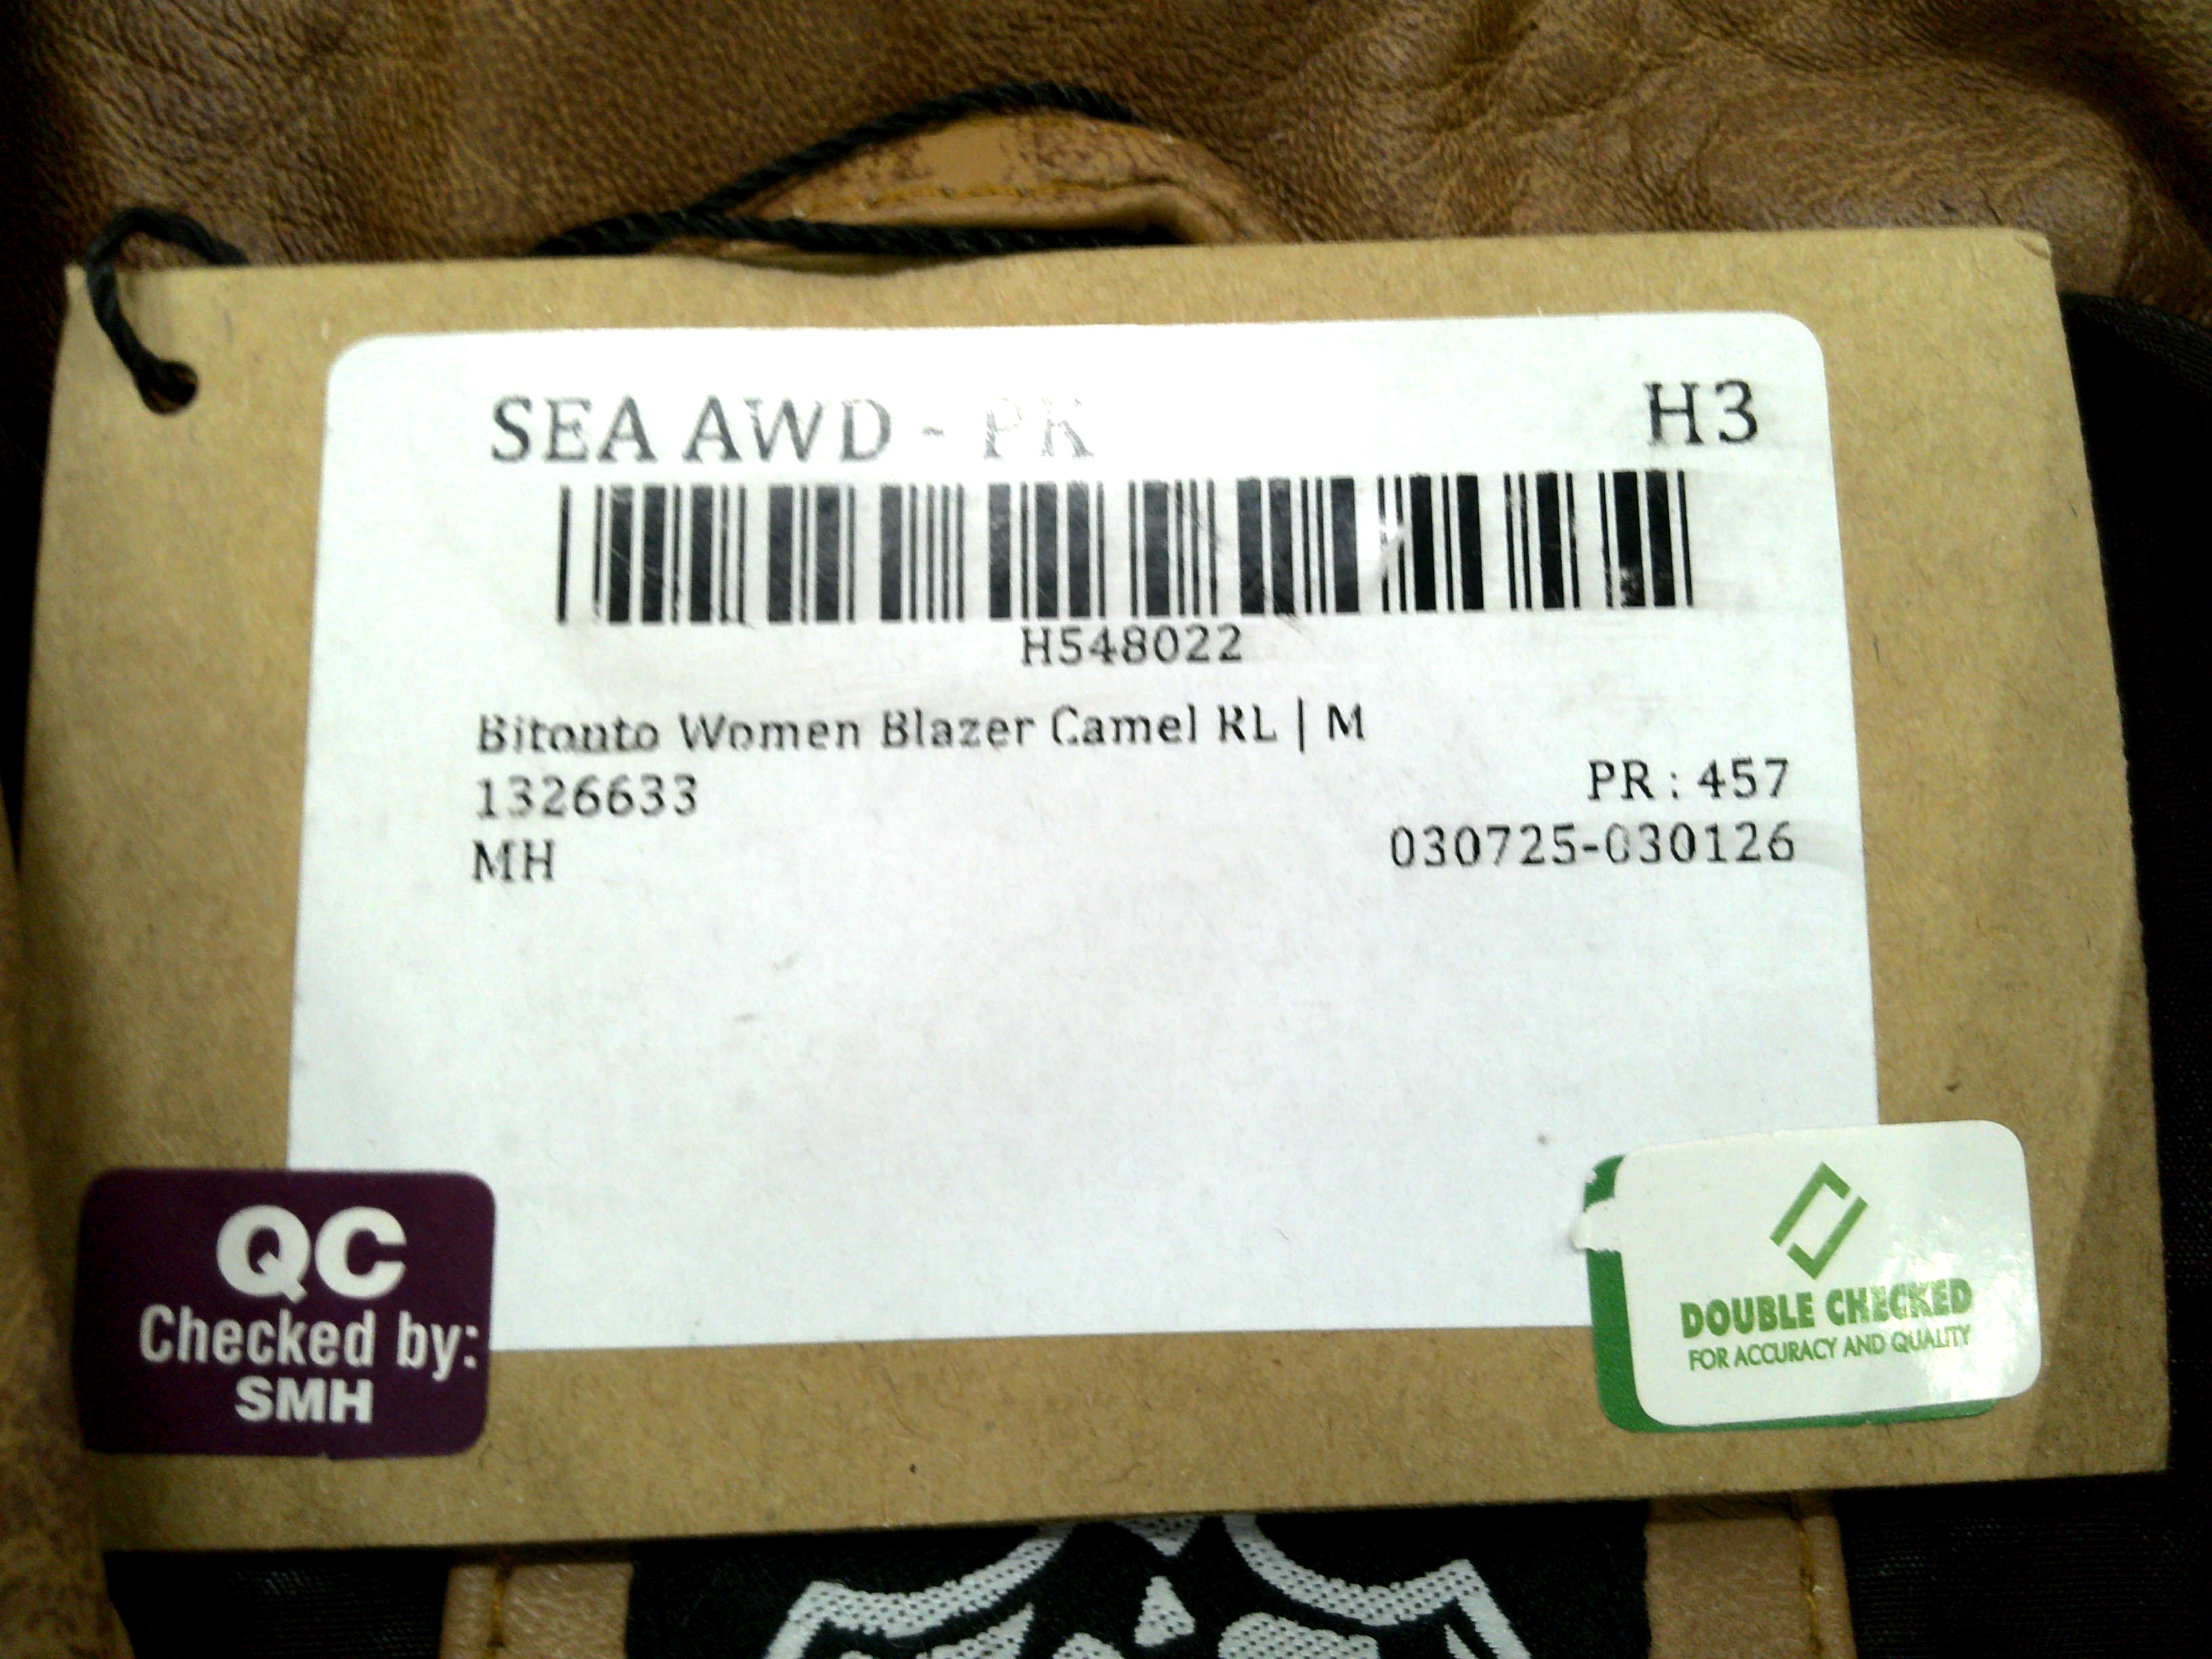 SEA AWD - PK
H3
H548022
Bitonto Women Blazer Camel RL | M
1326633
PR : 457
MH
030725-030126
QC
Checked by:
SMH
DOUBLE CHECKED
FOR ACCURACY AND QUALITY